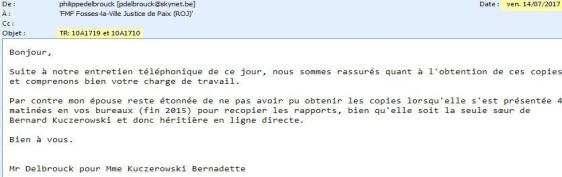 De : philippedelbrouck [pdelbrouck@skynet.be] Date : ven. 14/07/2017
À : 'FMF Fosses-la-Ville Justice de Paix (ROJ)'
Cc :
Objet : TR: 10A1719 et 10A1710
Bonjour,
Suite à notre entretien téléphonique de ce jour, nous sommes rassurés quant à l'obtention de ces copies
et comprenons bien votre charge de travail.
Par contre mon épouse reste étonnée de ne pas avoir pu obtenir les copies lorsqu'elle s'est présentée 4
matinées en vos bureaux (fin 2015) pour recopier les rapports, bien qu'elle soit la seule sœur de
Bernard Kuczerowski et donc héritière en ligne directe.
Bien à vous.
Mr Delbrouck pour Mme Kuczerowski Bernadette